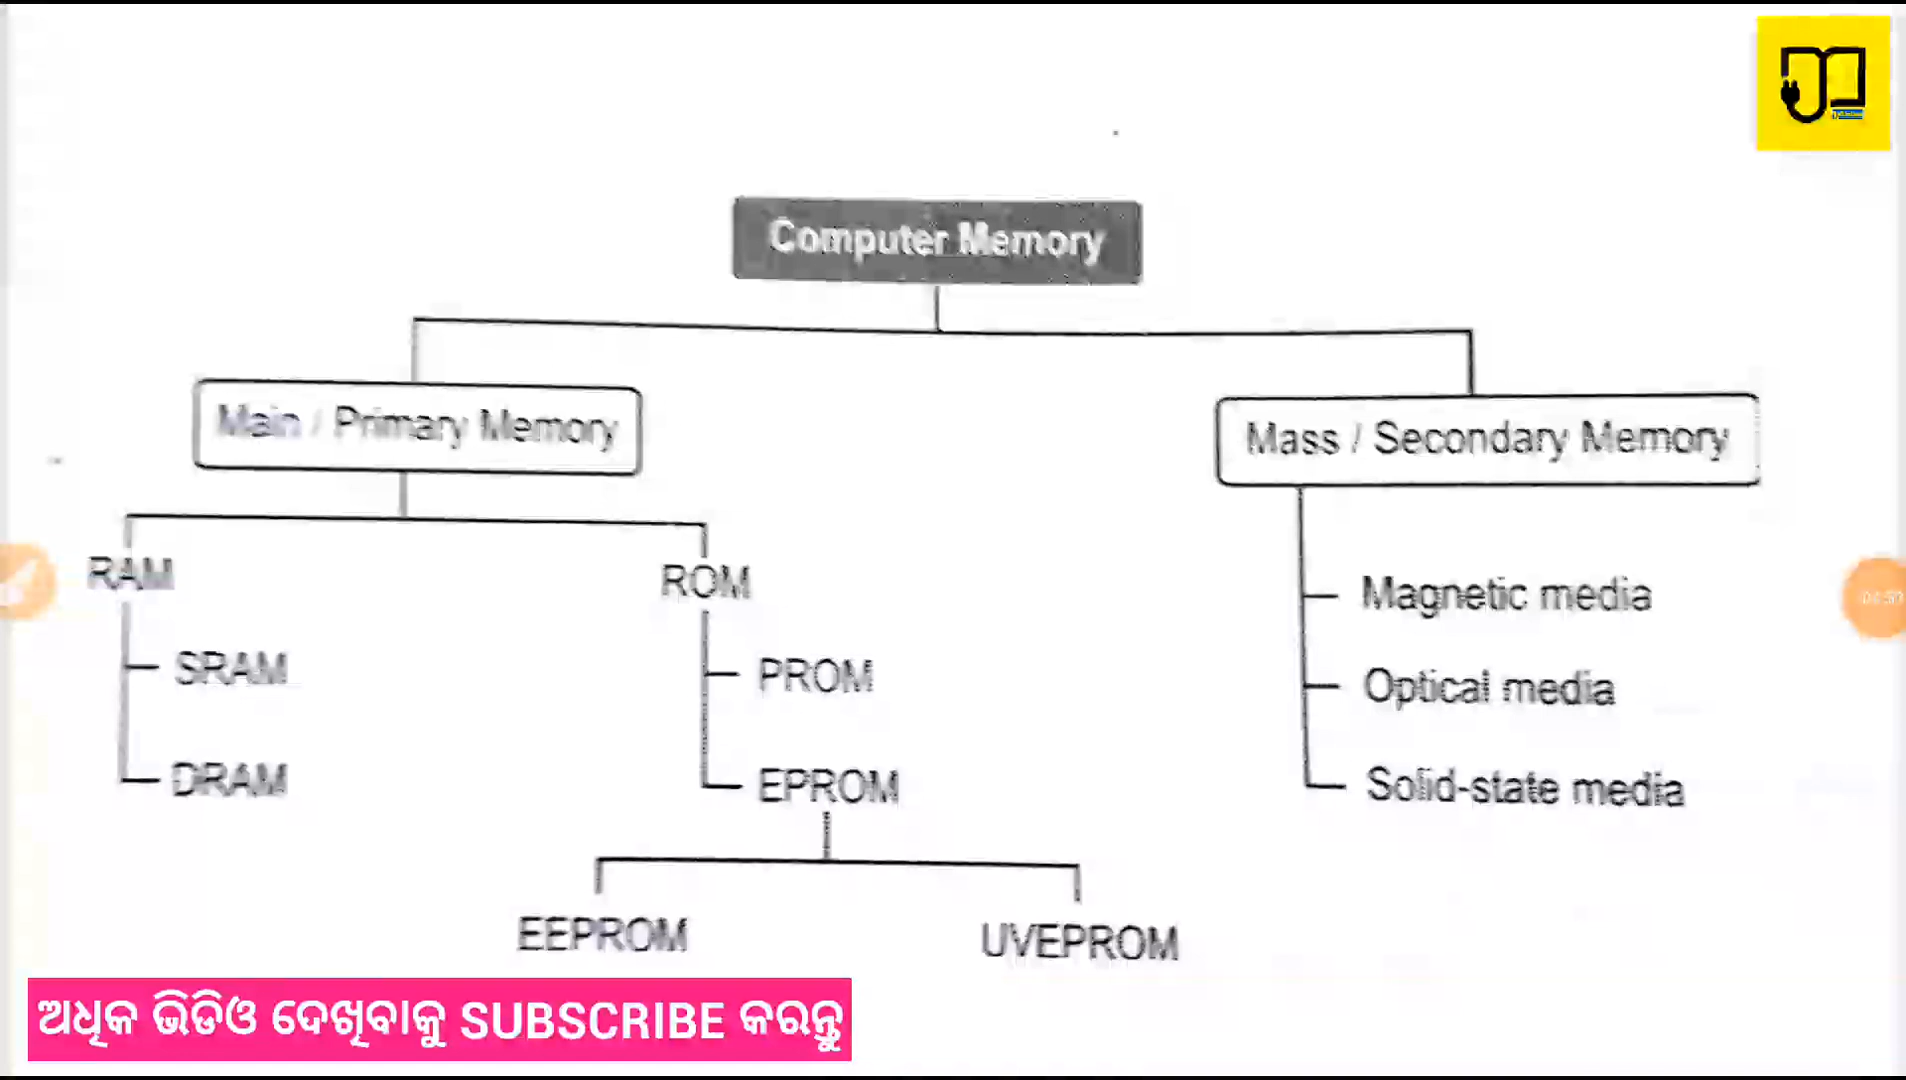 Computer Memory
Main / Primary Memory
Mass / Secondary Memory
RAM
ROM
SRAM
DRAM
PROM
EPROM
EEPROM
UVEPROM
Magnetic media
Optical media
Solid-state media
ଅଧିକ ଭିଡିଓ ଦେଖିବାକୁ SUBSCRIBE କରନ୍ତୁ